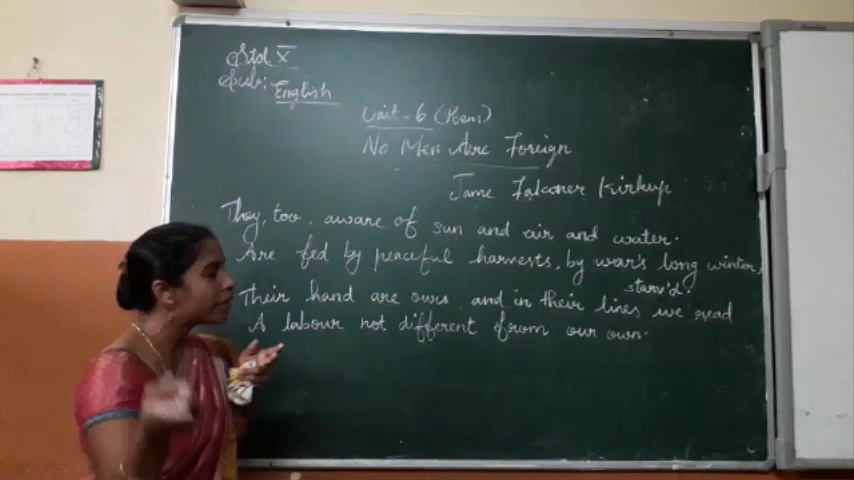 Std. X
Sub:- English
Unit - 6 (Poem)
No Men Are Foreign
Jame Falconer Kirkup
They, too, aware of sun and air and water.
Are fed by peaceful harvests, by war's long winter,
starv'd.
Their hand are ours, and in their lines we read
A labour not different from our own.